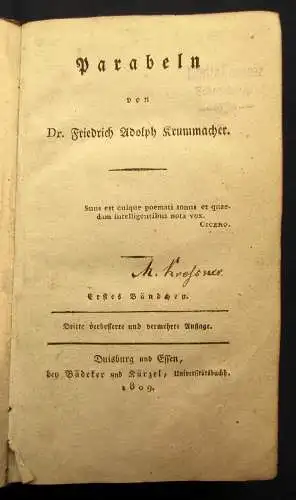 Parabeln
von
Dr. Friedrich Adolph Krummacher.
Suus est cuique poemati sonus et quae-
dam intelligentibus nota vox.
CICERO.
M.
Erstes Bändchen.
Dritte verbesserte und vermehrte Auflage.
Duisburg und Essen,
bey Bädeker und Kürzel, Universitätsbuchh.
1809.